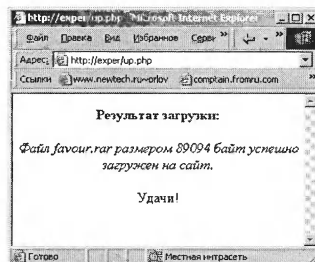 http://exper/up.php - Microsoft Internet Explorer
Файл Правка Вид Избранное Серви »
Адрес: http://exper/up.php
Ссылки www.newtech.ru~orlov comptain.fromru.com »
Результат загрузки:
Файл favour.rar размером 89094 байт успешно
загружен на сайт.
Удачи!
Готово Местная интрасеть